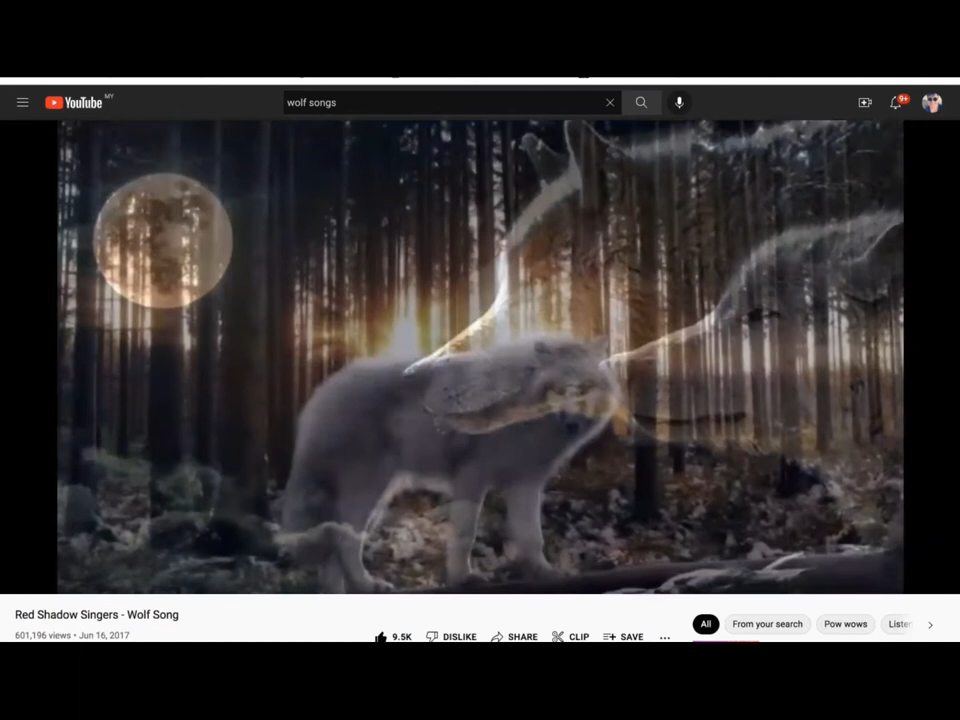 YouTube MY
wolf songs
9+
Red Shadow Singers - Wolf Song
601,196 views • Jun 16, 2017
9.5K DISLIKE SHARE CLIP SAVE ...
All From your search Pow wows Listen